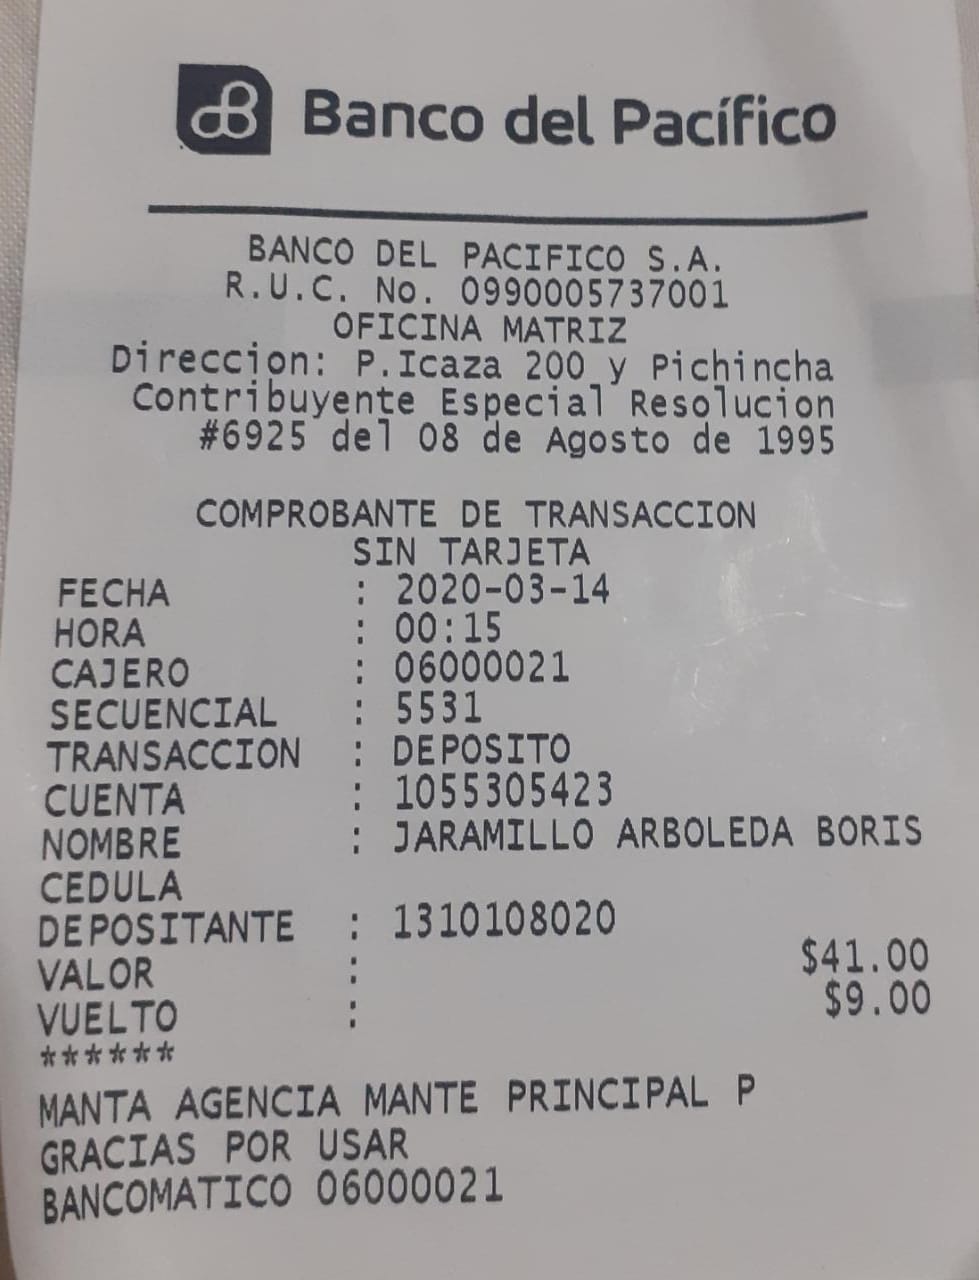 Banco del Pacífico
BANCO DEL PACIFICO S.A.
R.U.C. No. 0990005737001
OFICINA MATRIZ
Direccion: P.Icaza 200 y Pichincha
Contribuyente Especial Resolucion
#6925 del 08 de Agosto de 1995
COMPROBANTE DE TRANSACCION
SIN TARJETA
FECHA : 2020-03-14
HORA : 00:15
CAJERO : 06000021
SECUENCIAL : 5531
TRANSACCION : DEPOSITO
CUENTA : 1055305423
NOMBRE : JARAMILLO ARBOLEDA BORIS
CEDULA
DEPOSITANTE : 1310108020
VALOR : $41.00
VUELTO : $9.00
******
MANTA AGENCIA MANTE PRINCIPAL P
GRACIAS POR USAR
BANCOMATICO 06000021